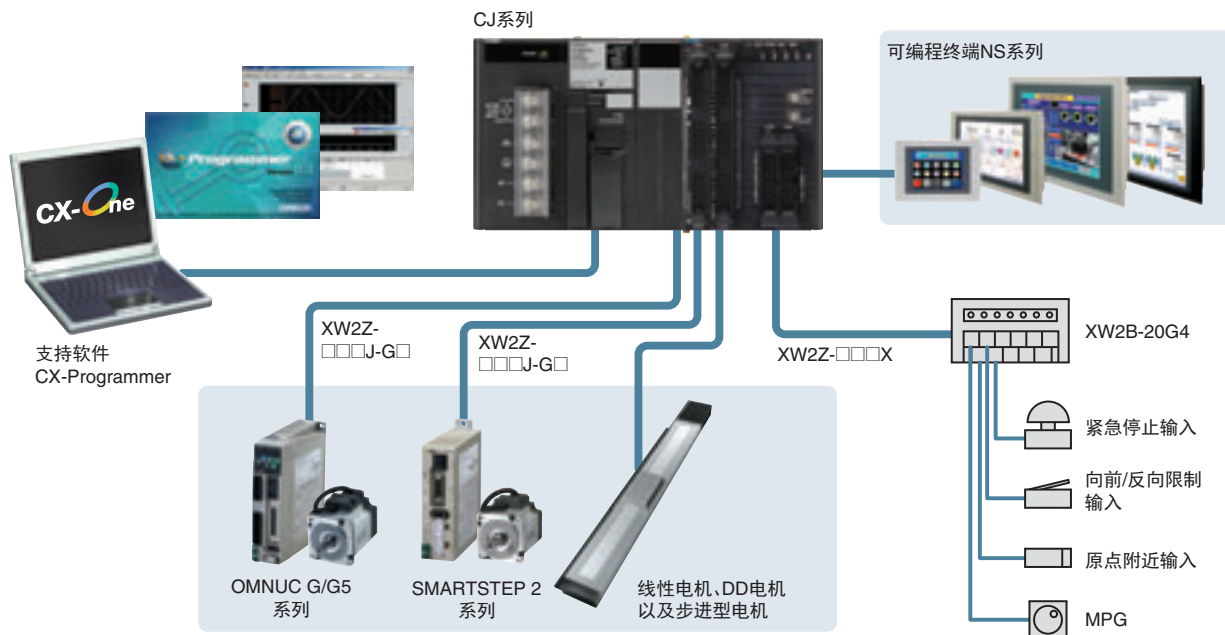 CJ系列
可编程终端NS系列
Programmer
CX-One
支持软件
CX-Programmer
XW2Z-
□□□J-G□
XW2Z-
□□□J-G□
XW2Z-□□□X
XW2B-20G4
紧急停止输入
向前/反向限制
输入
原点附近输入
MPG
OMNUC G/G5
系列
SMARTSTEP 2
系列
线性电机、DD电机
以及步进型电机